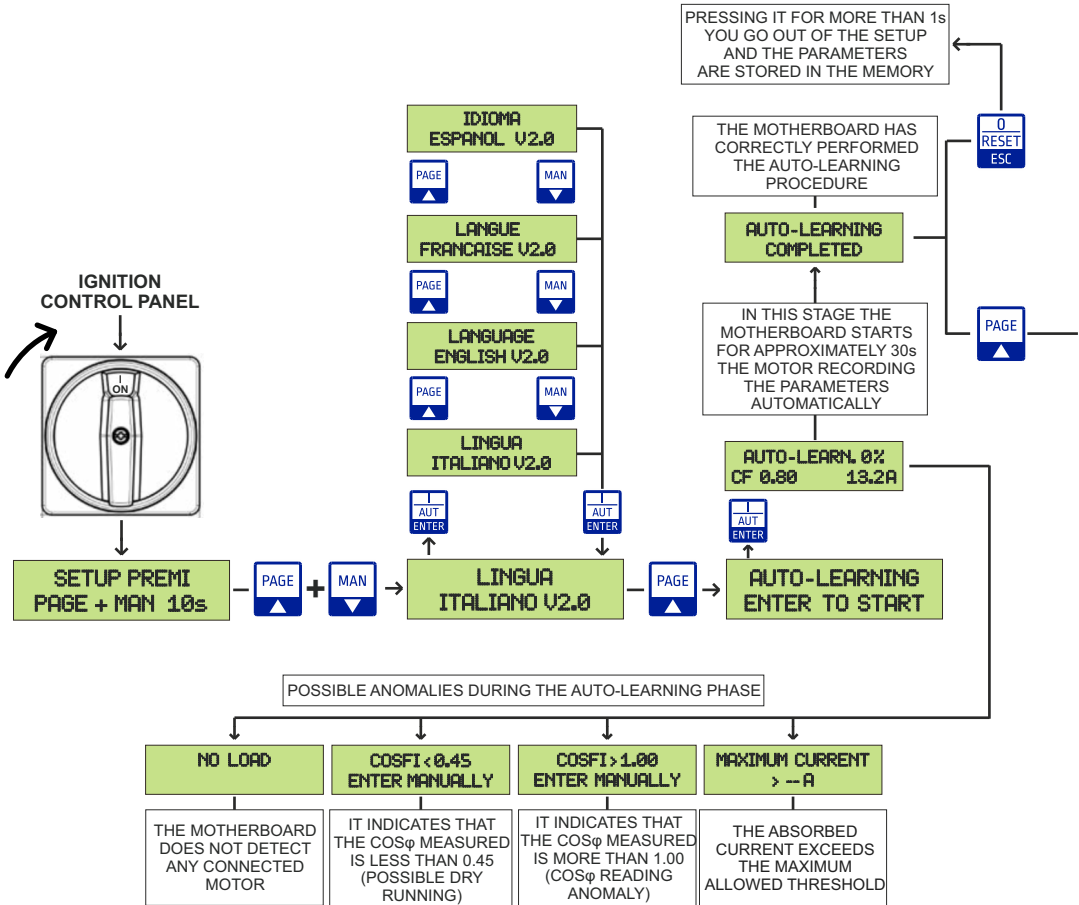 PRESSING IT FOR MORE THAN 1s
YOU GO OUT OF THE SETUP
AND THE PARAMETERS
ARE STORED IN THE MEMORY
IDIOMA
ESPANOL V2.0
PAGE
MAN
LANGUE
FRANCAISE V2.0
PAGE
MAN
LANGUAGE
ENGLISH V2.0
PAGE
MAN
LINGUA
ITALIANO V2.0
I
AUT
ENTER
I
AUT
ENTER
THE MOTHERBOARD HAS
CORRECTLY PERFORMED
THE AUTO-LEARNING
PROCEDURE
0
RESET
ESC
AUTO-LEARNING
COMPLETED
PAGE
IN THIS STAGE THE
MOTHERBOARD STARTS
FOR APPROXIMATELY 30s
THE MOTOR RECORDING
THE PARAMETERS
AUTOMATICALLY
AUTO-LEARN. 0%
CF 0.80 13.2A
I
AUT
ENTER
IGNITION
CONTROL PANEL
I
ON
SETUP PREMI
PAGE + MAN 10s
PAGE
+
MAN
LINGUA
ITALIANO V2.0
PAGE
AUTO-LEARNING
ENTER TO START
POSSIBLE ANOMALIES DURING THE AUTO-LEARNING PHASE
NO LOAD
THE MOTHERBOARD
DOES NOT DETECT
ANY CONNECTED
MOTOR
COSFI<0.45
ENTER MANUALLY
IT INDICATES THAT
THE COSφ MEASURED
IS LESS THAN 0.45
(POSSIBLE DRY
RUNNING)
COSFI>1.00
ENTER MANUALLY
IT INDICATES THAT
THE COSφ MEASURED
IS MORE THAN 1.00
(COSφ READING
ANOMALY)
MAXIMUM CURRENT
> -- A
THE ABSORBED
CURRENT EXCEEDS
THE MAXIMUM
ALLOWED THRESHOLD